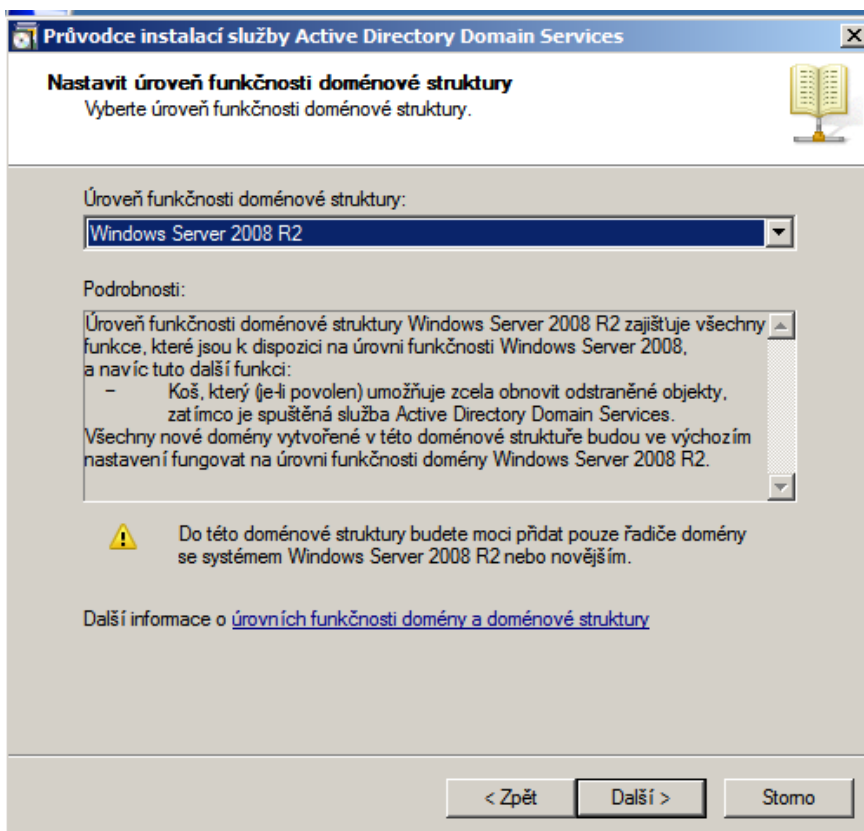 Průvodce instalací služby Active Directory Domain Services
Nastavit úroveň funkčnosti doménové struktury
Vyberte úroveň funkčnosti doménové struktury.
Úroveň funkčnosti doménové struktury:
Windows Server 2008 R2
Podrobnosti:
Úroveň funkčnosti doménové struktury Windows Server 2008 R2 zajišťuje všechny
funkce, které jsou k dispozici na úrovni funkčnosti Windows Server 2008,
a navíc tuto další funkci:
– Koš, který (je-li povolen) umožňuje zcela obnovit odstraněné objekty,
zatímco je spuštěná služba Active Directory Domain Services.
Všechny nové domény vytvořené v této doménové struktuře budou ve výchozím
nastavení fungovat na úrovni funkčnosti domény Windows Server 2008 R2.
Do této doménové struktury budete moci přidat pouze řadiče domény
se systémem Windows Server 2008 R2 nebo novějším.
Další informace o úrovních funkčnosti domény a doménové struktury
< Zpět Další > Storno